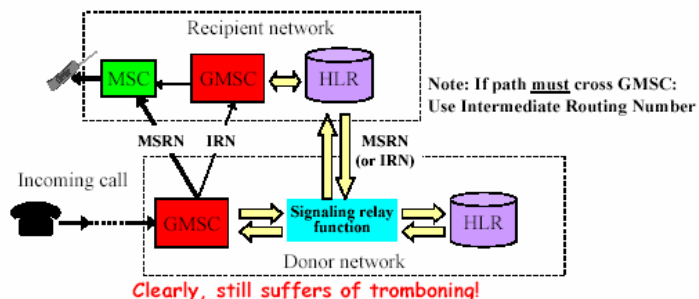 Recipient network
MSC
GMSC
HLR
Note: If path must cross GMSC:
Use Intermediate Routing Number
MSRN
IRN
MSRN
(or IRN)
Incoming call
GMSC
Signaling relay
function
HLR
Donor network
Clearly, still suffers of tromboning!